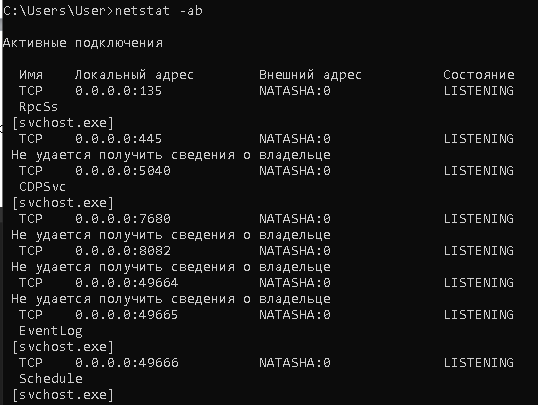 C:\Users\User>netstat -ab
Активные подключения
Имя Локальный адрес Внешний адрес Состояние
TCP 0.0.0.0:135 NATASHA:0 LISTENING
RpcSs
[svchost.exe]
TCP 0.0.0.0:445 NATASHA:0 LISTENING
Не удается получить сведения о владельце
TCP 0.0.0.0:5040 NATASHA:0 LISTENING
CDPSvc
[svchost.exe]
TCP 0.0.0.0:7680 NATASHA:0 LISTENING
Не удается получить сведения о владельце
TCP 0.0.0.0:8082 NATASHA:0 LISTENING
Не удается получить сведения о владельце
TCP 0.0.0.0:49664 NATASHA:0 LISTENING
Не удается получить сведения о владельце
TCP 0.0.0.0:49665 NATASHA:0 LISTENING
EventLog
[svchost.exe]
TCP 0.0.0.0:49666 NATASHA:0 LISTENING
Schedule
[svchost.exe]